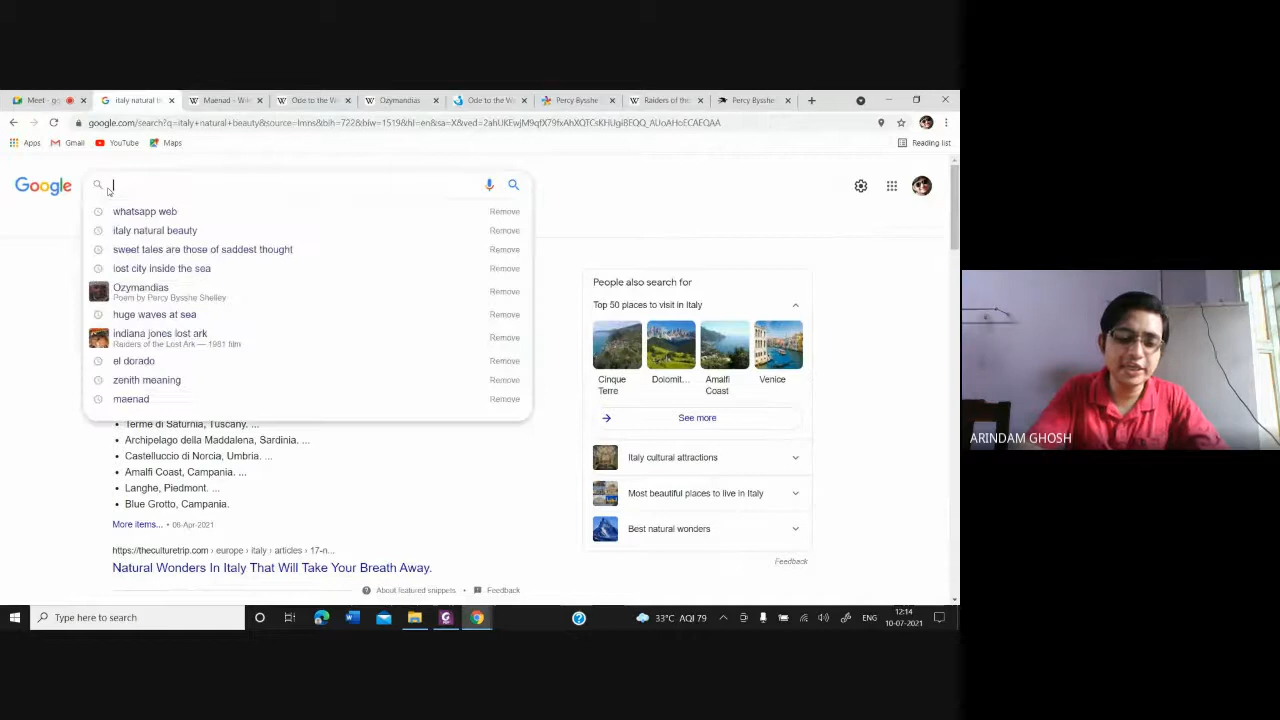 Meet - go
italy natural b
Maenad - Wiki
Ode to the W
Ozymandias
Ode to the W
Percy Bysshe
Raiders of the
Percy Bysshe
Apps
Gmail
YouTube
Maps
Reading list
Google
whatsapp web
Remove
italy natural beauty
Remove
sweet tales are those of saddest thought
Remove
lost city inside the sea
Remove
Ozymandias
Poem by Percy Bysshe Shelley
Remove
huge waves at sea
Remove
indiana jones lost ark
Raiders of the Lost Ark — 1981 film
Remove
el dorado
Remove
zenith meaning
Remove
maenad
Remove
Terme di Saturnia, Tuscany. ...
Archipelago della Maddalena, Sardinia. ...
Castelluccio di Norcia, Umbria. ...
Amalfi Coast, Campania. ...
Langhe, Piedmont. ...
Blue Grotto, Campania.
More items... • 06-Apr-2021
https://theculturetrip.com › europe › italy › articles › 17-n...
Natural Wonders In Italy That Will Take Your Breath Away.
About featured snippets • Feedback
People also search for
Top 50 places to visit in Italy
Cinque
Terre
Dolomit...
Amalfi
Coast
Venice
See more
Italy cultural attractions
Most beautiful places to live in Italy
Best natural wonders
Feedback
ARINDAM GHOSH
Type here to search
33°C AQI 79
ENG
12:14
10-07-2021